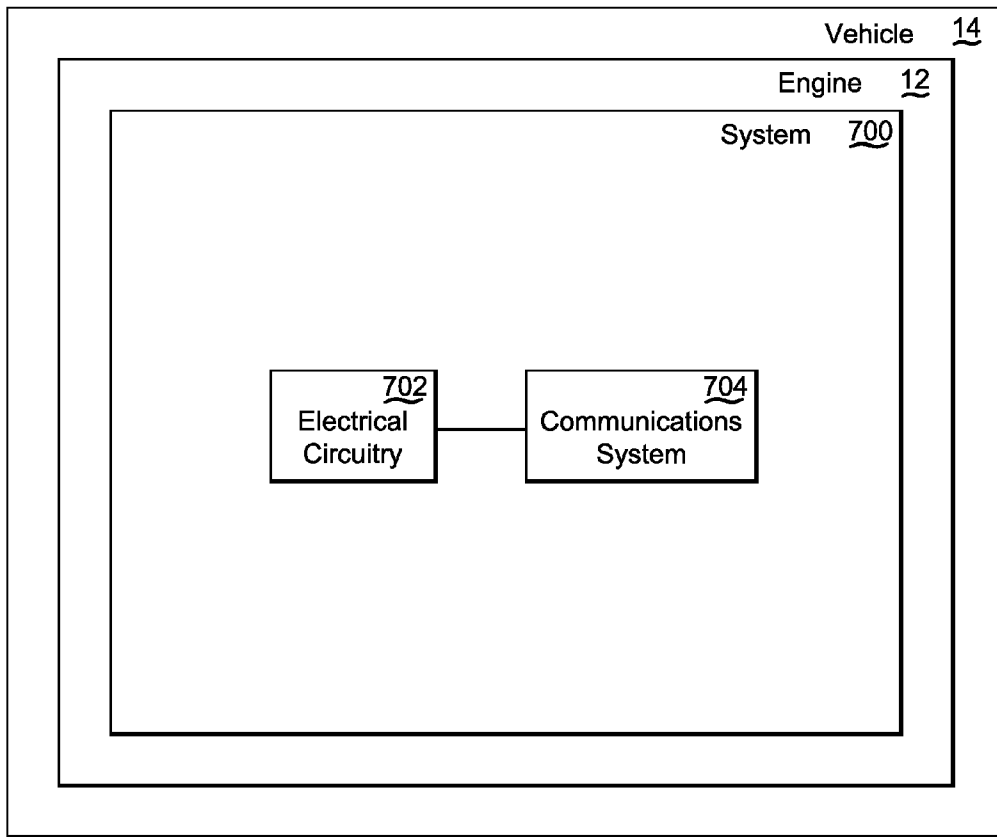 Vehicle 14
Engine 12
System 700
702
Electrical
Circuitry
704
Communications
System